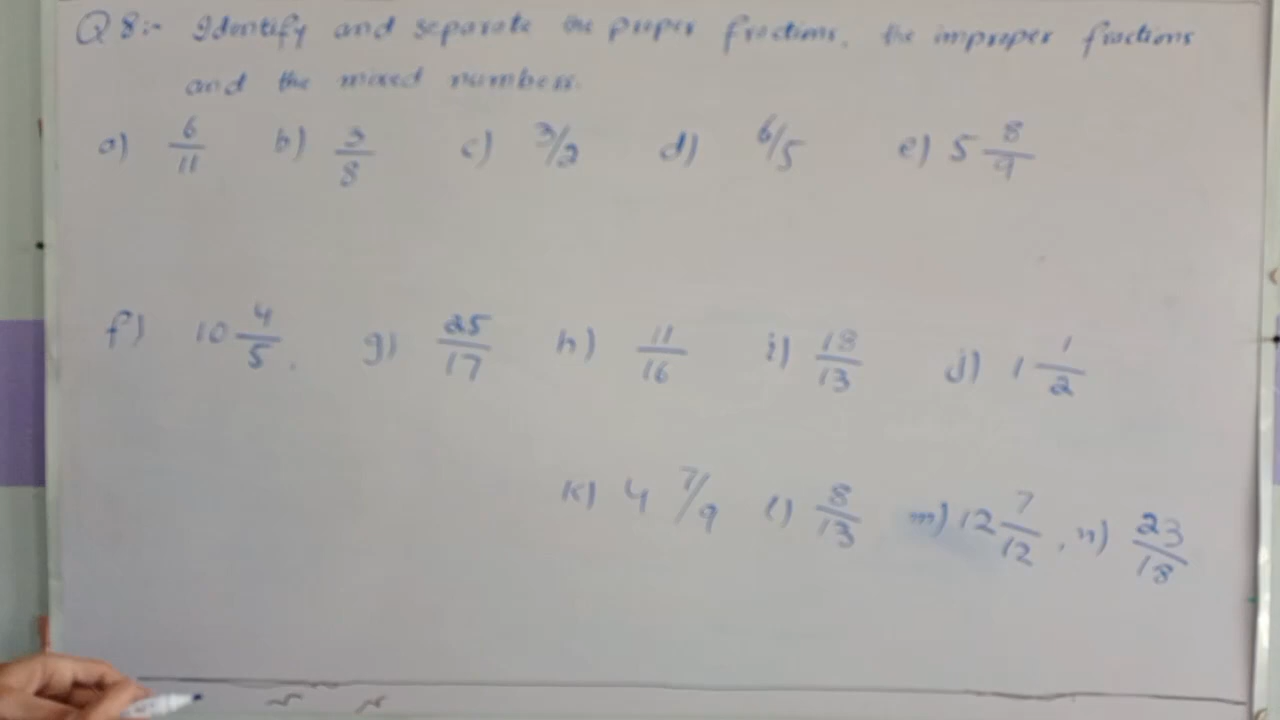 Q 8:- Identify and separate the proper fractions, the improper fractions
and the mixed numbers.
a) 6/11 b) 3/8 c) 3/2 d) 6/5 e) 5 8/9
f) 10 4/5. g) 25/17 h) 11/16 i) 18/13 j) 1 1/2
k) 4 7/9 l) 8/13 m) 12 7/12, n) 23/18